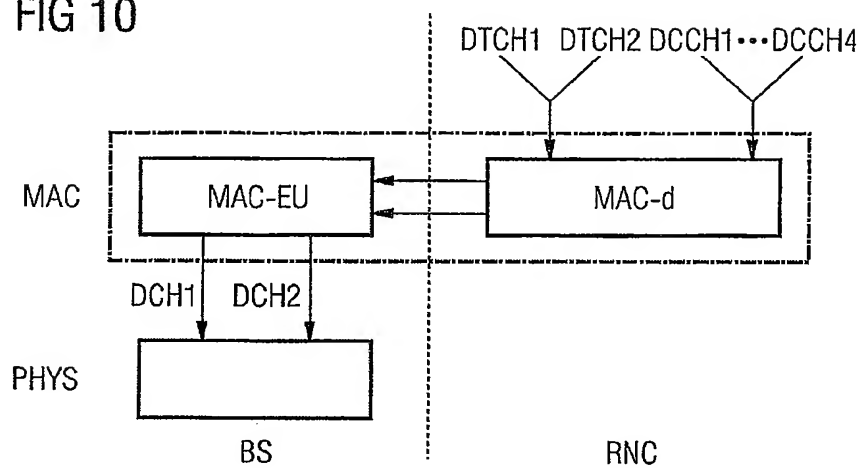 FIG 10
DTCH1 DTCH2 DCCH1•••DCCH4
MAC
MAC-EU
MAC-d
DCH1 DCH2
PHYS
BS
RNC